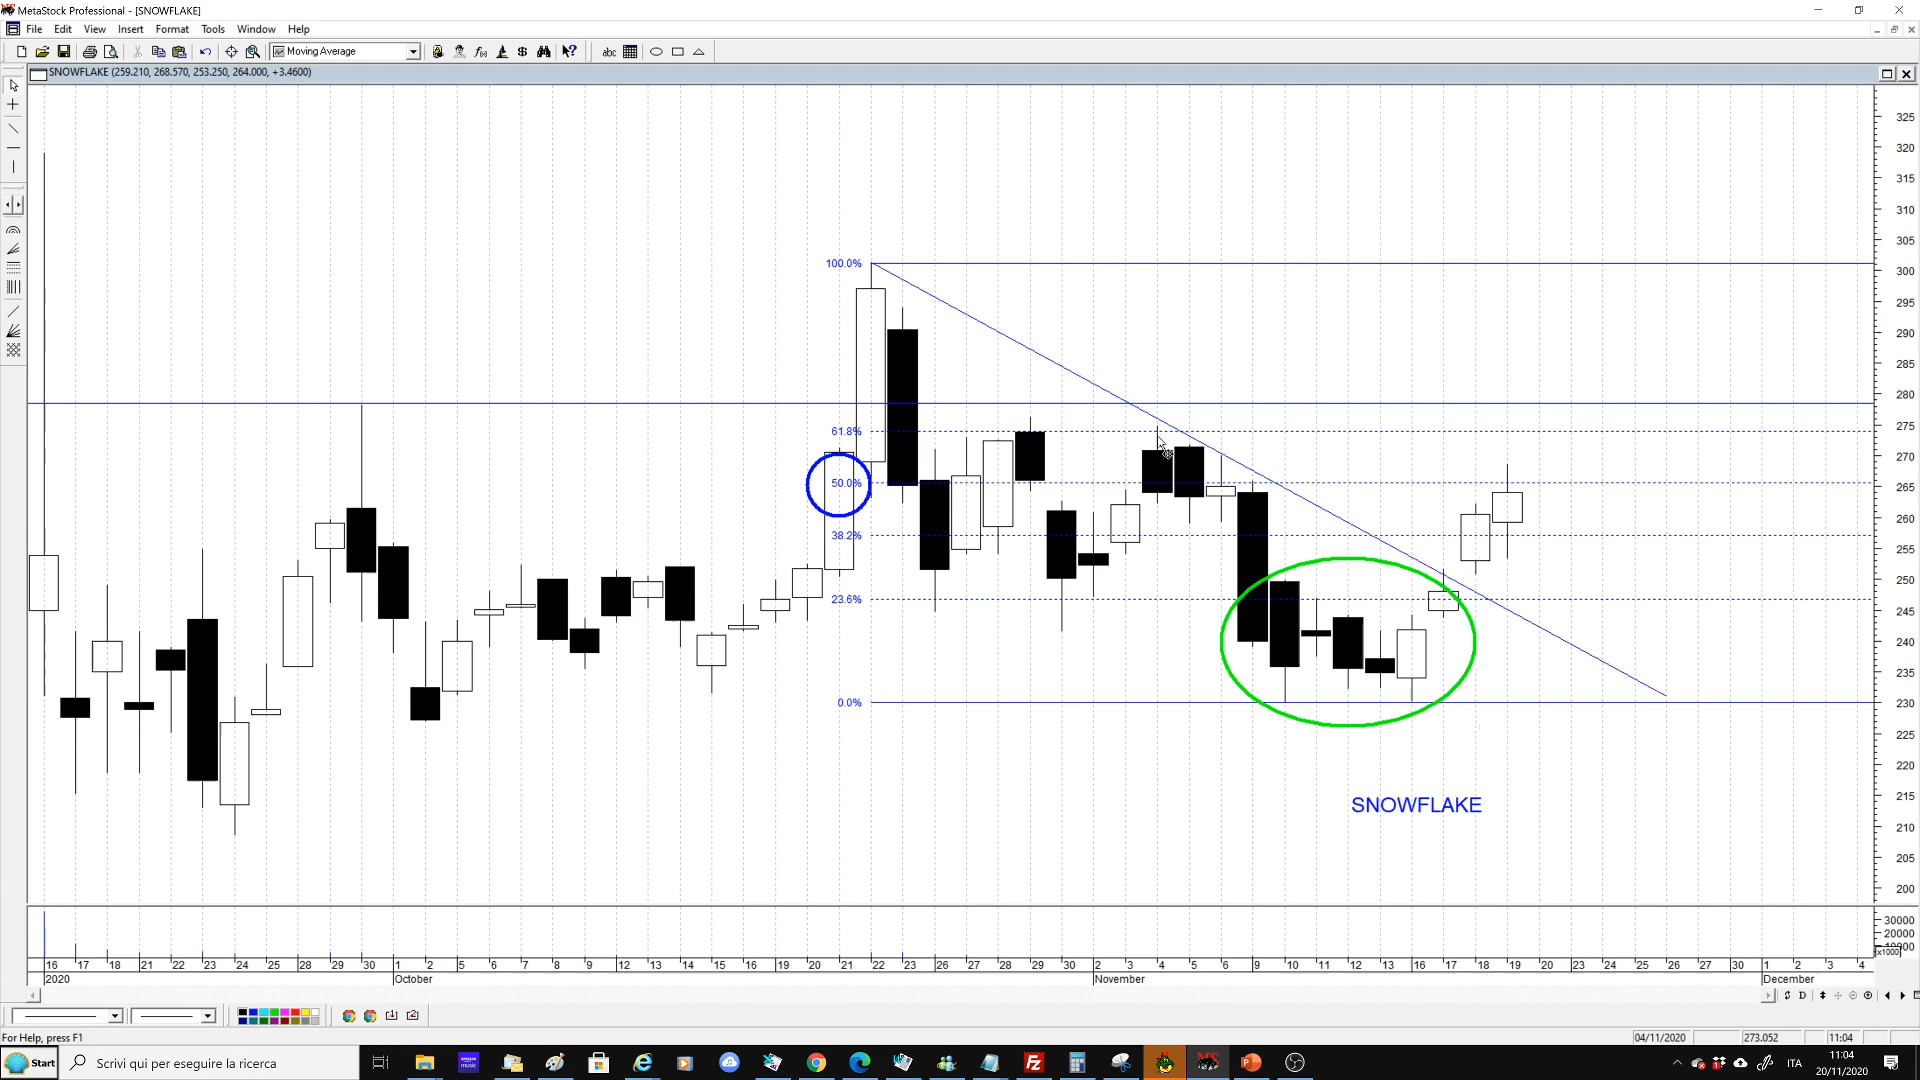 MetaStock Professional - [SNOWFLAKE]
File Edit View Insert Format Tools Window Help
Moving Average
abc
SNOWFLAKE (259.210, 268.570, 253.250, 264.000, +3.4600)
325
320
315
310
305
300
295
290
285
280
275
270
265
260
255
250
245
240
235
230
225
220
215
210
205
200
100.0%
61.8%
50.0%
38.2%
23.6%
0.0%
SNOWFLAKE
30000
20000
10000
x1000
16 17 18 21 22 23 24 25 28 29 30 1 2 5 6 7 8 9 12 13 14 15 16 19 20 21 22 23 26 27 28 29 30 2 3 4 5 6 9 10 11 12 13 16 17 18 19 20 23 24 25 26 27 30 1 2 3 4
2020 October November December
For Help, press F1
04/11/2020 273.052 11:04
Start Scrivi qui per eseguire la ricerca
ITA
11:04
20/11/2020